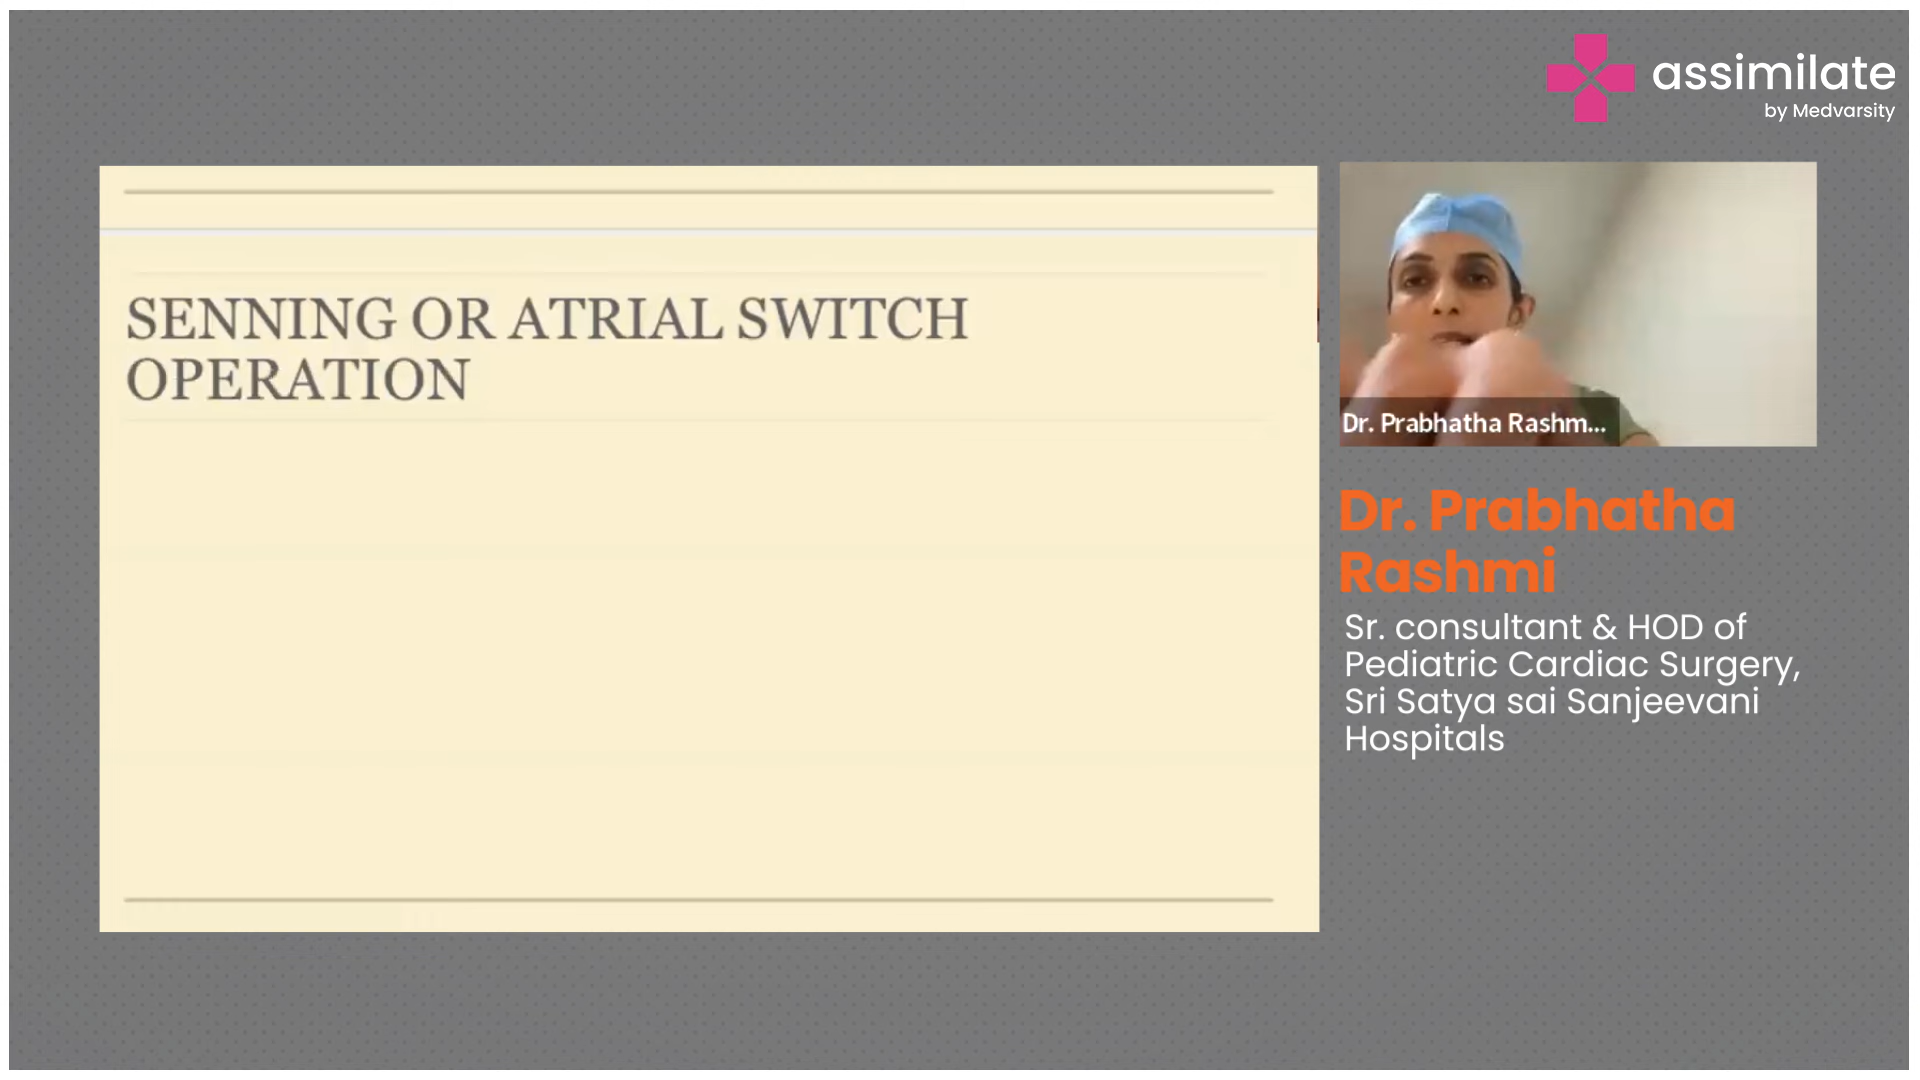 assimilate
by Medvarsity
SENNING OR ATRIAL SWITCH
OPERATION
Dr. Prabhatha Rashm...
Dr. Prabhatha
Rashmi
Sr. consultant & HOD of
Pediatric Cardiac Surgery,
Sri Satya sai Sanjeevani
Hospitals